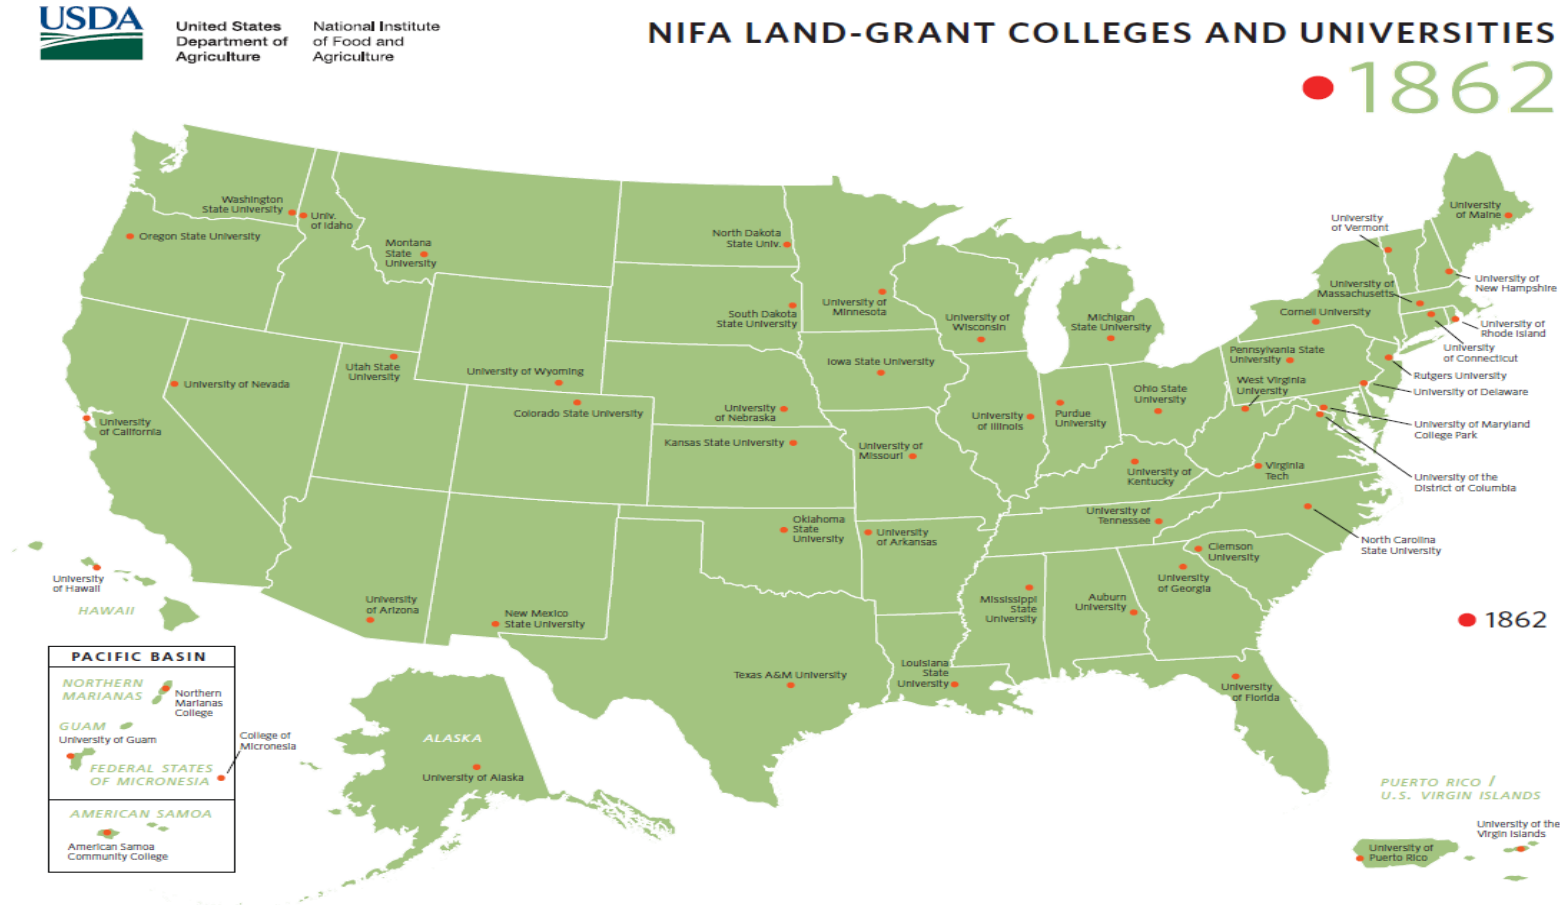 USDA
United States
Department of
Agriculture
National Institute
of Food and
Agriculture
NIFA LAND-GRANT COLLEGES AND UNIVERSITIES
1862
Washington
State University
Univ.
of Idaho
Oregon State University
Montana
State
University
North Dakota
State Univ.
University of
Minnesota
South Dakota
State University
University of
Wisconsin
Michigan
State University
University
of Maine
University
of Vermont
University of
New Hampshire
University of
Massachusetts
Cornell University
University of
Rhode Island
University
of Connecticut
Pennsylvania State
University
Rutgers University
University of Delaware
West Virginia
University
University of Maryland
College Park
University of the
District of Columbia
Utah State
University
University of Nevada
University of Wyoming
Iowa State University
Colorado State University
University
of Nebraska
Ohio State
University
University
of Illinois
Purdue
University
University
of California
Kansas State University
University of
Missouri
University of
Kentucky
Virginia
Tech
University of
Tennessee
North Carolina
State University
Oklahoma
State
University
University
of Arkansas
Clemson
University
University
of Georgia
University
of Hawaii
HAWAII
University
of Arizona
New Mexico
State University
Mississippi
State
University
Auburn
University
1862
Texas A&M University
Louisiana
State
University
University
of Florida
PACIFIC BASIN
NORTHERN
MARIANAS
Northern
Marianas
College
GUAM
University of Guam
College of
Micronesia
FEDERAL STATES
OF MICRONESIA
AMERICAN SAMOA
American Samoa
Community College
ALASKA
University of Alaska
PUERTO RICO /
U.S. VIRGIN ISLANDS
University of the
Virgin Islands
University of
Puerto Rico